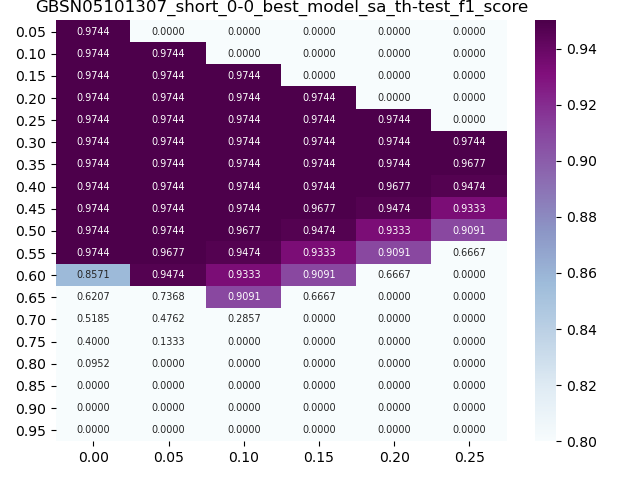 GBSN05101307_short_0-0_best_model_sa_th-test_f1_score
0.05 0.9744 0.0000 0.0000 0.0000 0.0000 0.0000
0.10 0.9744 0.9744 0.0000 0.0000 0.0000 0.0000
0.15 0.9744 0.9744 0.9744 0.0000 0.0000 0.0000
0.20 0.9744 0.9744 0.9744 0.9744 0.0000 0.0000
0.25 0.9744 0.9744 0.9744 0.9744 0.9744 0.0000
0.30 0.9744 0.9744 0.9744 0.9744 0.9744 0.9744
0.35 0.9744 0.9744 0.9744 0.9744 0.9744 0.9677
0.40 0.9744 0.9744 0.9744 0.9744 0.9677 0.9474
0.45 0.9744 0.9744 0.9744 0.9677 0.9474 0.9333
0.50 0.9744 0.9744 0.9677 0.9474 0.9333 0.9091
0.55 0.9744 0.9677 0.9474 0.9333 0.9091 0.6667
0.60 0.8571 0.9474 0.9333 0.9091 0.6667 0.0000
0.65 0.6207 0.7368 0.9091 0.6667 0.0000 0.0000
0.70 0.5185 0.4762 0.2857 0.0000 0.0000 0.0000
0.75 0.4000 0.1333 0.0000 0.0000 0.0000 0.0000
0.80 0.0952 0.0000 0.0000 0.0000 0.0000 0.0000
0.85 0.0000 0.0000 0.0000 0.0000 0.0000 0.0000
0.90 0.0000 0.0000 0.0000 0.0000 0.0000 0.0000
0.95 0.0000 0.0000 0.0000 0.0000 0.0000 0.0000
0.00 0.05 0.10 0.15 0.20 0.25
0.94
0.92
0.90
0.88
0.86
0.84
0.82
0.80